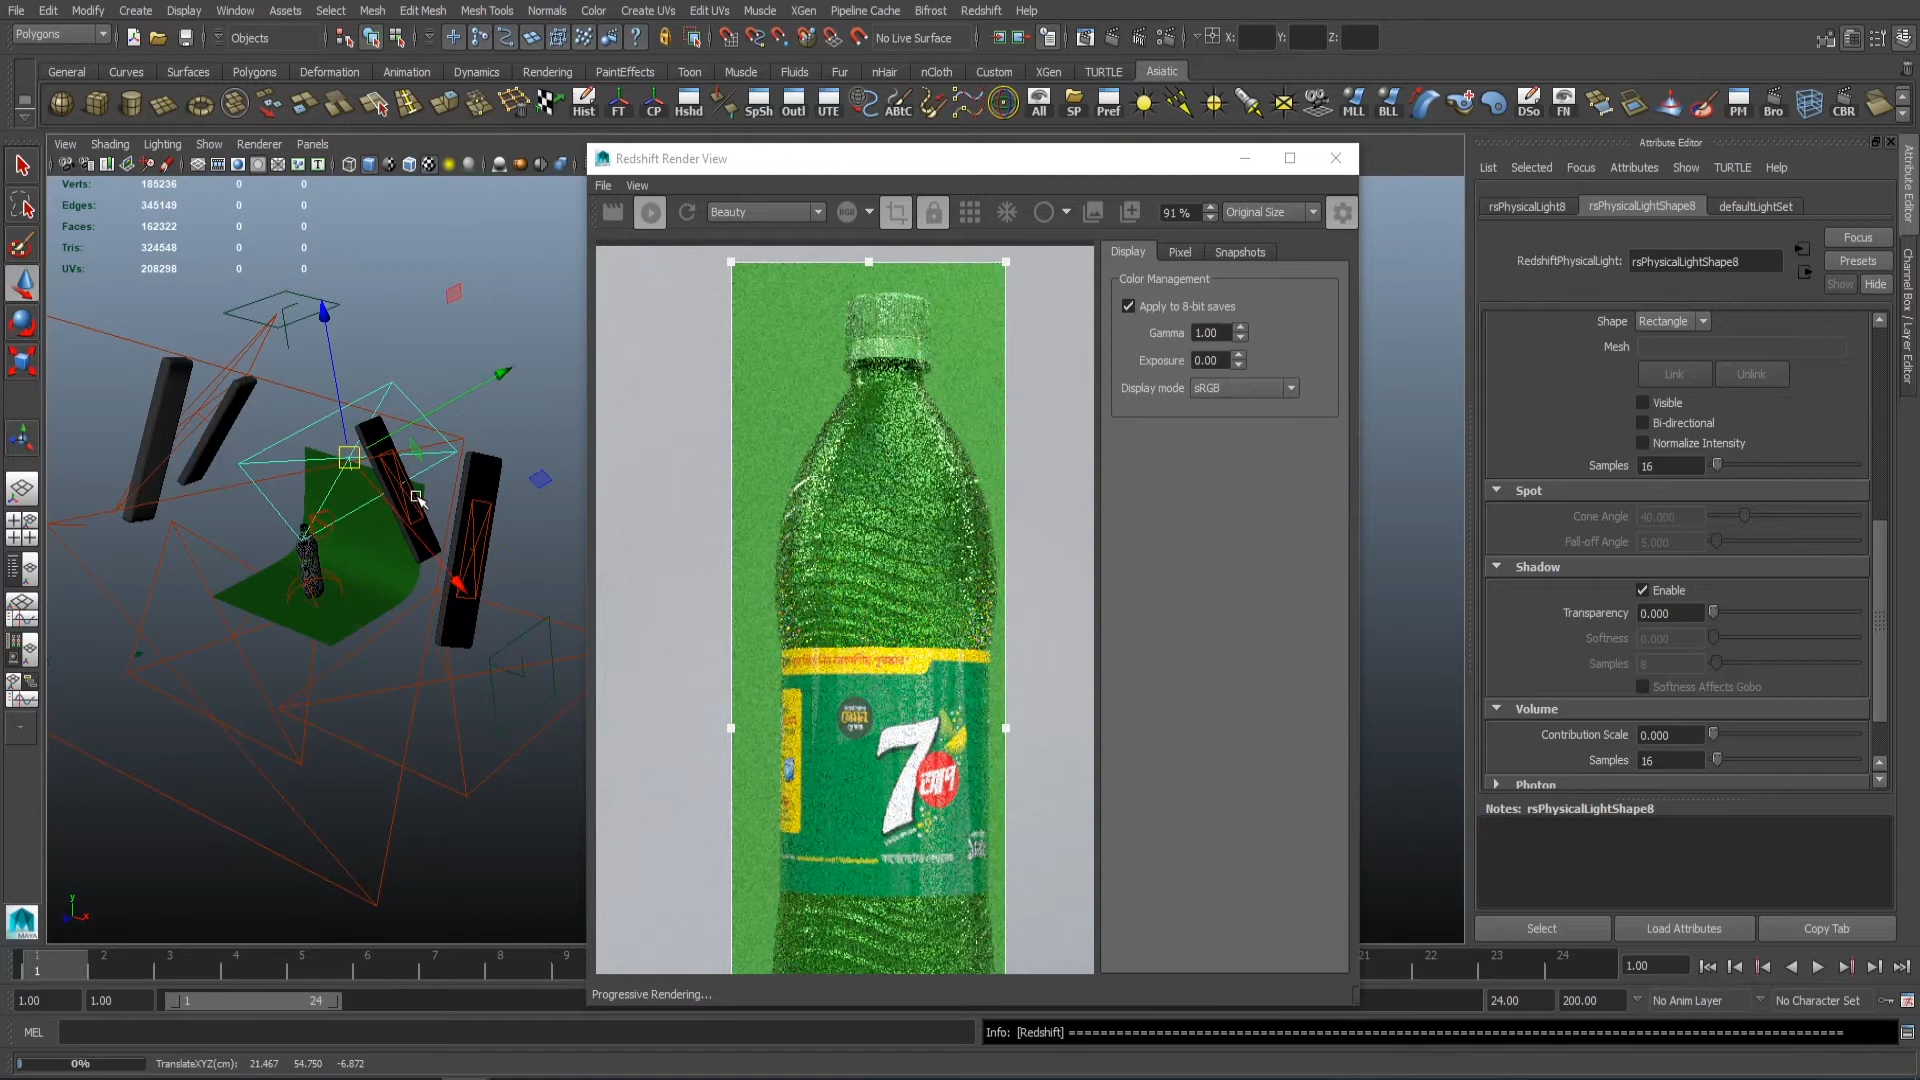 File Edit Modify Create Display Window Assets Select Mesh Edit Mesh Mesh Tools Normals Color Create UVs Edit UVs Muscle XGen Pipeline Cache Bifrost Redshift Help
Polygons Objects No Live Surface X: Y: Z:
General Curves Surfaces Polygons Deformation Animation Dynamics Rendering PaintEffects Toon Muscle Fluids Fur nHair nCloth Custom XGen TURTLE Asiatic
Hist FT CP Hshd SpSh Outl UTE ABtC All SP Pref MLL BLL DSo FN PM Bro CBR
View Shading Lighting Show Renderer Panels
Verts: 185236 0 0
Edges: 345149 0 0
Faces: 162322 0 0
Tris: 324548 0 0
UVs: 208298 0 0
Redshift Render View
File View
Beauty RGB 91 % Original Size
Display Pixel Snapshots
Color Management
Apply to 8-bit saves
Gamma 1.00
Exposure 0.00
Display mode sRGB
7
আপ
Progressive Rendering...
Attribute Editor
List Selected Focus Attributes Show TURTLE Help
rsPhysicalLight8 rsPhysicalLightShape8 defaultLightSet
RedshiftPhysicalLight: rsPhysicalLightShape8
Focus
Presets
Show Hide
Shape Rectangle
Mesh
Link Unlink
Visible
Bi-directional
Normalize Intensity
Samples 16
Spot
Cone Angle 40.000
Fall-off Angle 5.000
Shadow
Enable
Transparency 0.000
Softness 0.000
Samples 8
Softness Affects Gobo
Volume
Contribution Scale 0.000
Samples 16
Photon
Notes: rsPhysicalLightShape8
Select Load Attributes Copy Tab
Attribute Editor
Channel Box / Layer Editor
y
x
MAYA
1 2 3 4 5 6 7 8 9 21 22 23 24
1
1.00
1.00 1.00 1 24 24.00 200.00 No Anim Layer No Character Set
MEL
Info: [Redshift] ====================================================================================
0% TranslateXYZ(cm): 21.467 54.750 -6.872